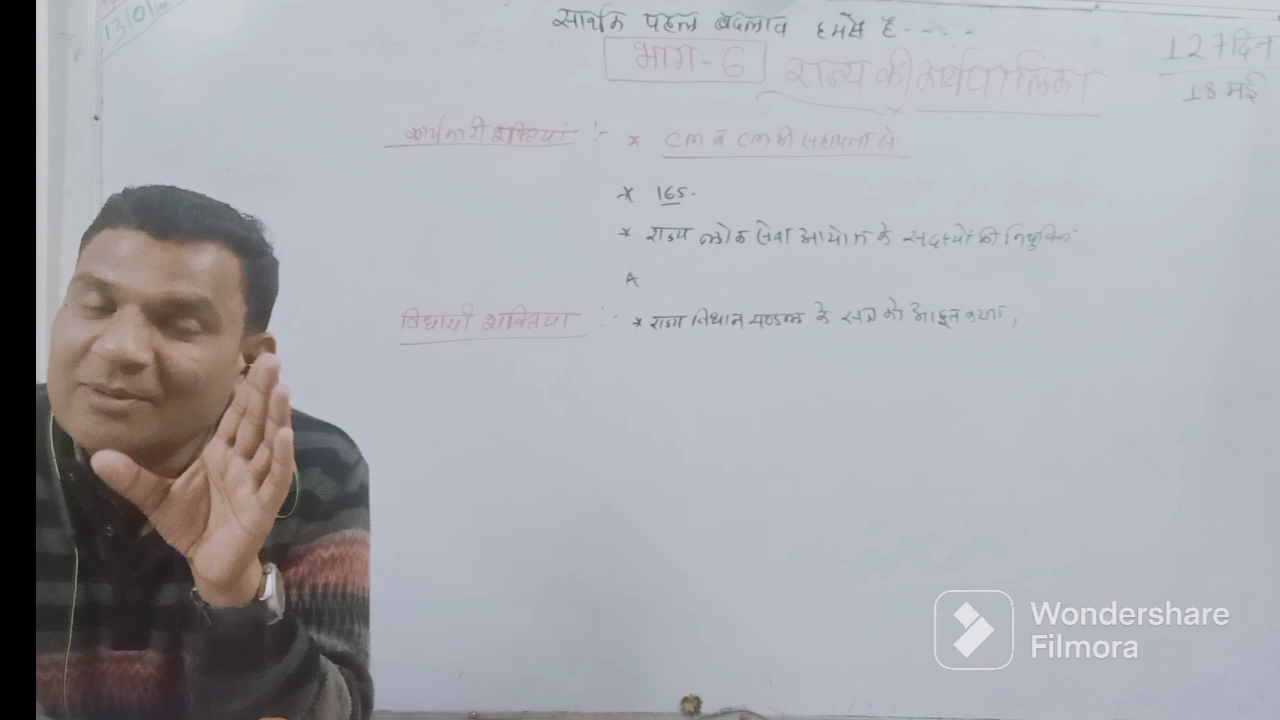 सार्थक पहल बदलाव हमसे है - - - -
127 दिन
18 मई
भाग - 6 राज्य की कार्यपालिका
कार्यकारी शक्तियां :- * CM व CM की सहायता से
* 165.
* राज्य लोक सेवा आयोग के सदस्यों की नियुक्ति
विधायी शक्तियां :- * राज्य विधान मण्डल के सत्र को आहूत करना,
Wondershare
Filmora